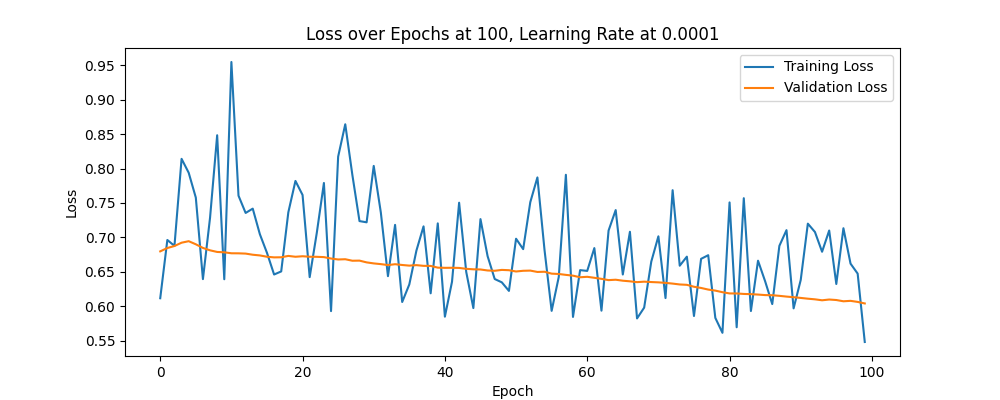 Loss over Epochs at 100, Learning Rate at 0.0001
Training Loss
Validation Loss
Loss
0.95
0.90
0.85
0.80
0.75
0.70
0.65
0.60
0.55
0 20 40 60 80 100
Epoch